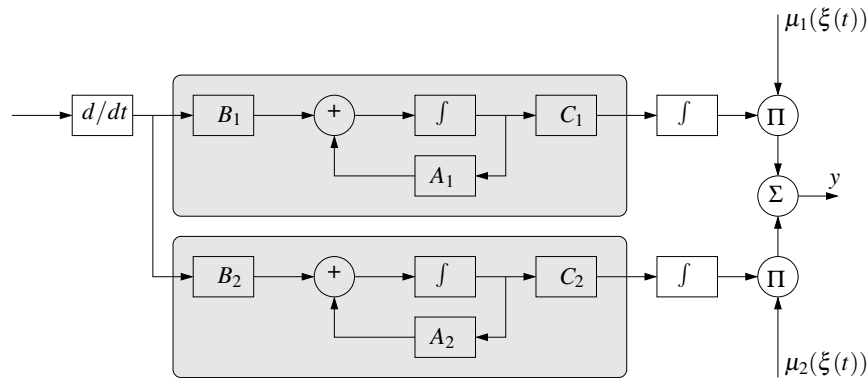 μ₁(ξ(t))
d/dt B₁ + ∫ C₁ ∫ Π
A₁
Σ y
B₂ + ∫ C₂ ∫ Π
A₂
μ₂(ξ(t))